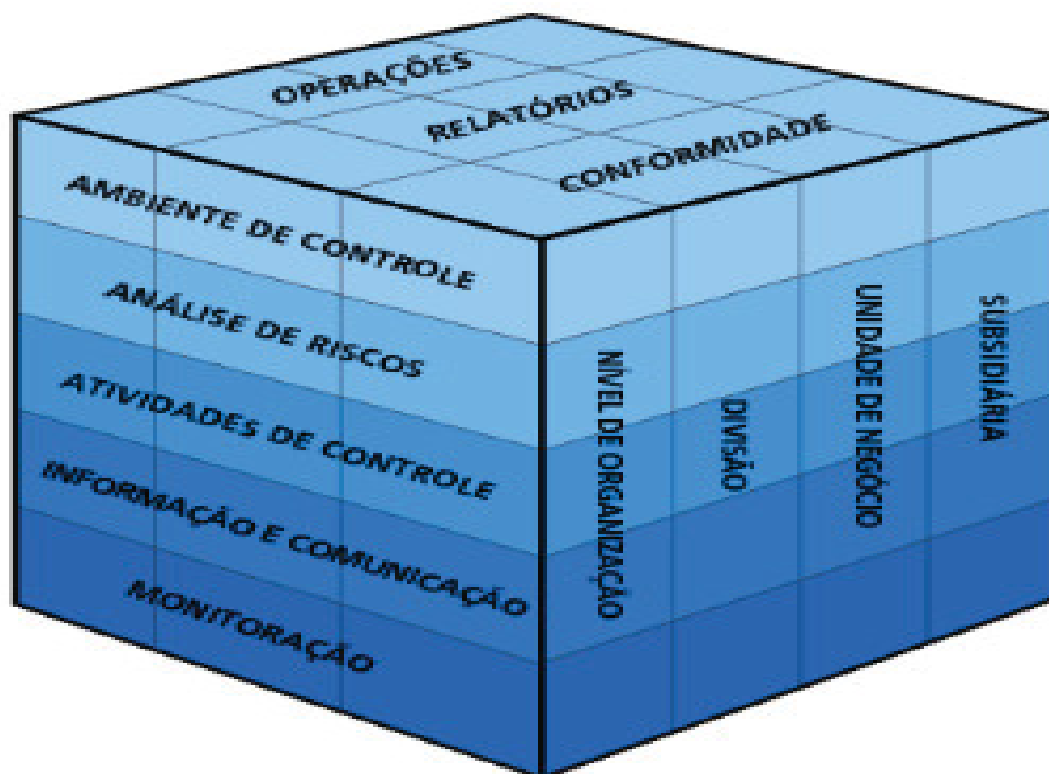 OPERAÇÕES
RELATÓRIOS
CONFORMIDADE
AMBIENTE DE CONTROLE
ANÁLISE DE RISCOS
ATIVIDADES DE CONTROLE
INFORMAÇÃO E COMUNICAÇÃO
MONITORAÇÃO
NÍVEL DE ORGANIZAÇÃO
DIVISÃO
UNIDADE DE NEGÓCIO
SUBSIDIÁRIA